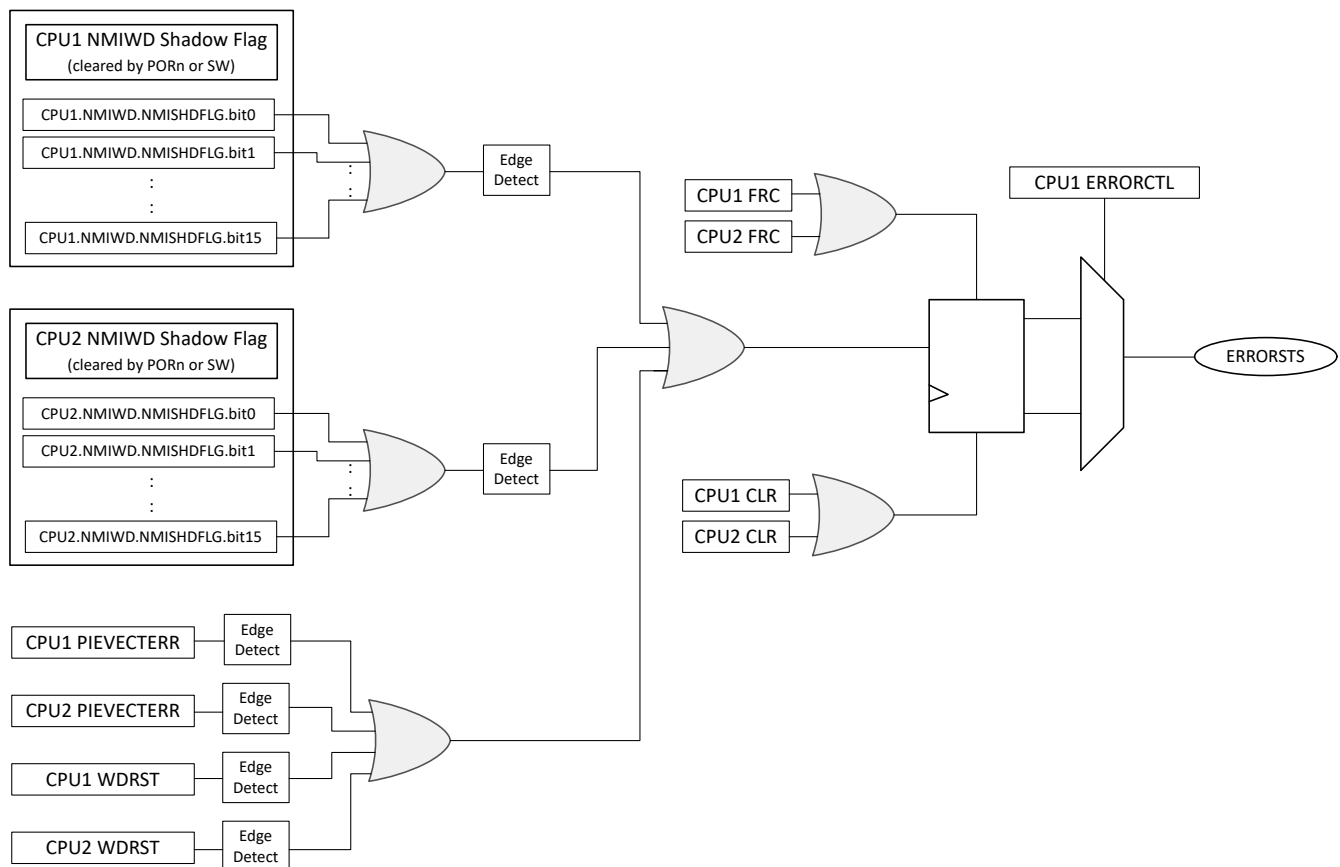 CPU1 NMIWD Shadow Flag
(cleared by PORn or SW)
CPU1.NMIWD.NMISHDFLG.bit0
CPU1.NMIWD.NMISHDFLG.bit1
:
:
CPU1.NMIWD.NMISHDFLG.bit15
:
:
Edge
Detect
CPU2 NMIWD Shadow Flag
(cleared by PORn or SW)
CPU2.NMIWD.NMISHDFLG.bit0
CPU2.NMIWD.NMISHDFLG.bit1
:
:
CPU2.NMIWD.NMISHDFLG.bit15
:
:
Edge
Detect
CPU1 PIEVECTERR
Edge
Detect
CPU2 PIEVECTERR
Edge
Detect
CPU1 WDRST
Edge
Detect
CPU2 WDRST
Edge
Detect
CPU1 FRC
CPU2 FRC
CPU1 CLR
CPU2 CLR
CPU1 ERRORCTL
ERRORSTS